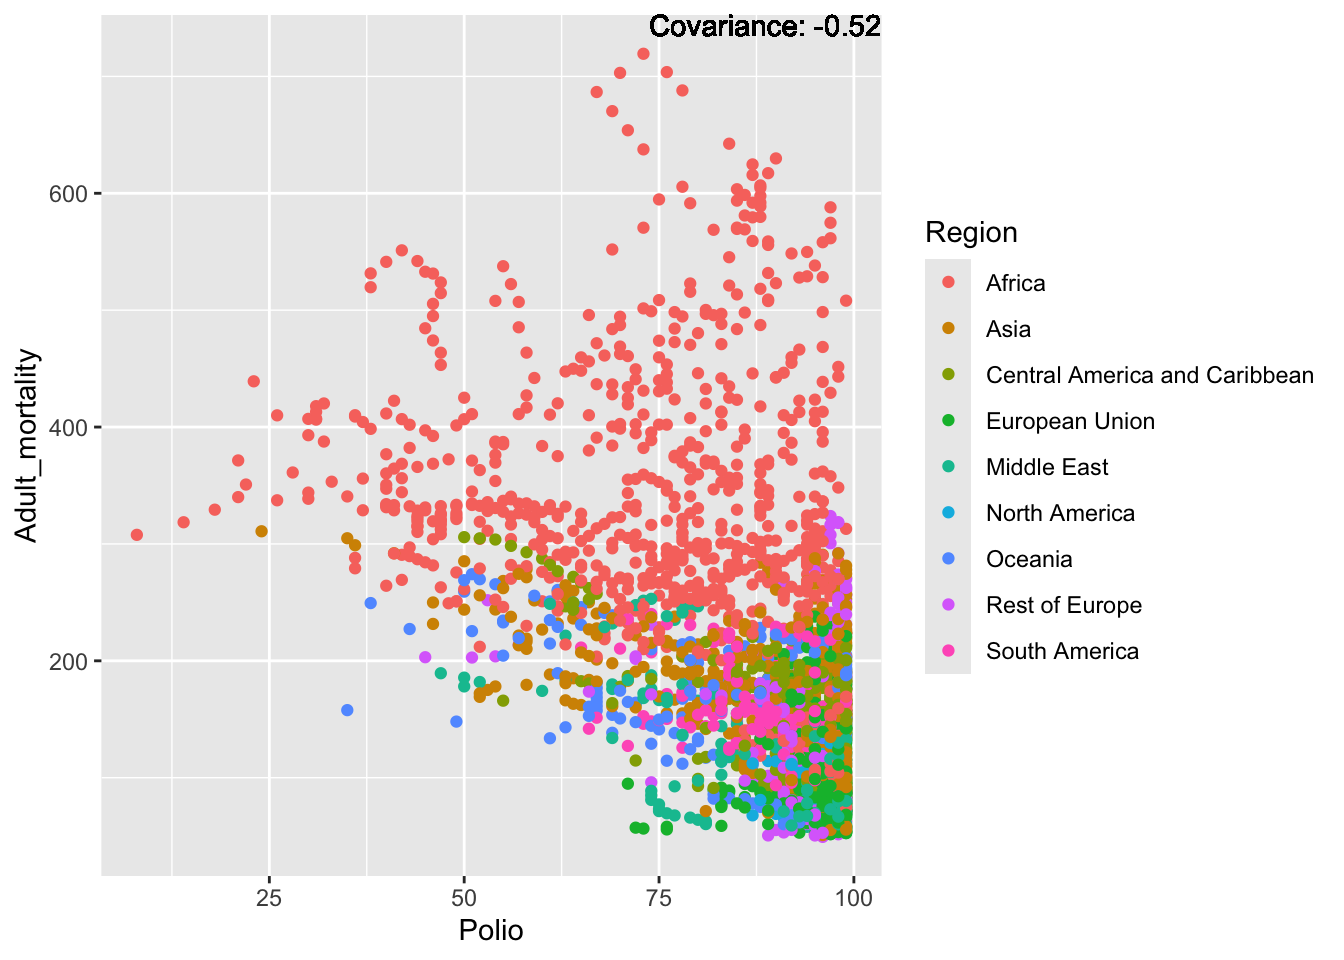 Covariance: -0.52
600
400
200
Adult_mortality
25
50
75
100
Polio
Region
Africa
Asia
Central America and Caribbean
European Union
Middle East
North America
Oceania
Rest of Europe
South America